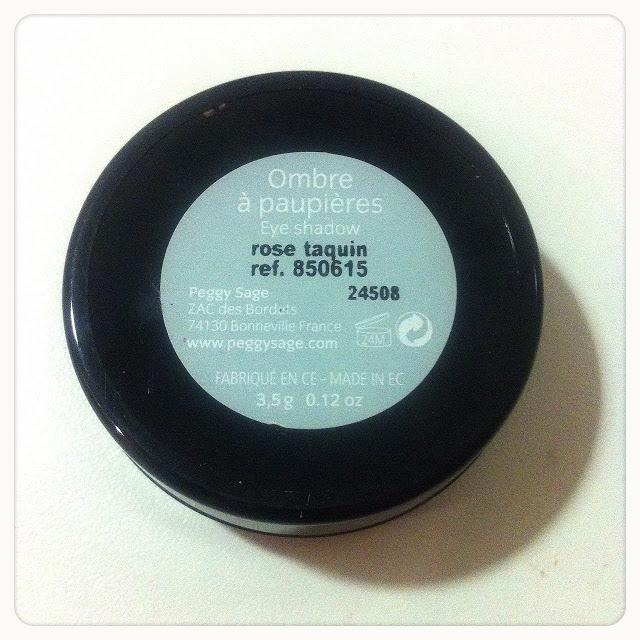 Ombre
à paupières
Eye shadow
rose taquin
ref. 850615
24508
Peggy Sage
ZAC des Bordets
74130 Bonneville France
www.peggysage.com
24M
FABRIQUÉ EN CE - MADE IN EC
3,5 g 0.12 oz